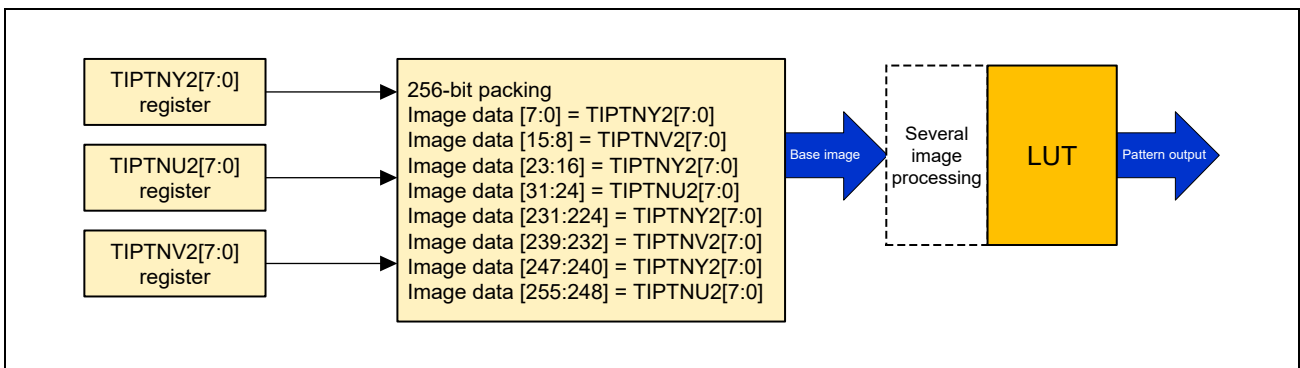 TIPTNY2[7:0]
register
TIPTNU2[7:0]
register
TIPTNV2[7:0]
register
256-bit packing
Image data [7:0] = TIPTNY2[7:0]
Image data [15:8] = TIPTNV2[7:0]
Image data [23:16] = TIPTNY2[7:0]
Image data [31:24] = TIPTNU2[7:0]
Image data [231:224] = TIPTNY2[7:0]
Image data [239:232] = TIPTNV2[7:0]
Image data [247:240] = TIPTNY2[7:0]
Image data [255:248] = TIPTNU2[7:0]
Base image
Several
image
processing
LUT
Pattern output